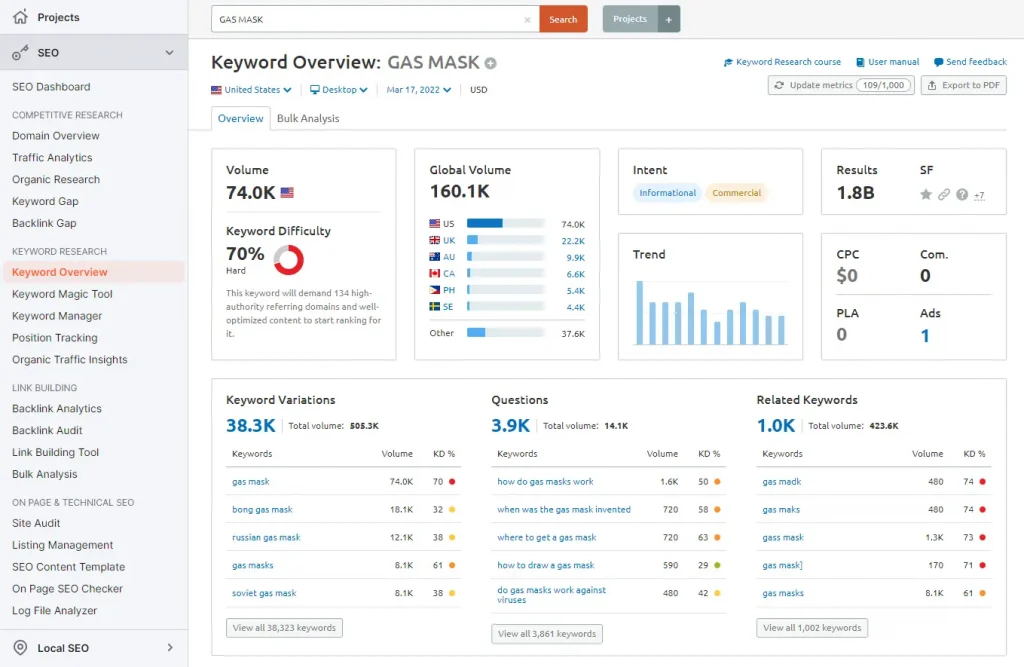 Projects
SEO
SEO Dashboard
COMPETITIVE RESEARCH
Domain Overview
Traffic Analytics
Organic Research
Keyword Gap
Backlink Gap
KEYWORD RESEARCH
Keyword Overview
Keyword Magic Tool
Keyword Manager
Position Tracking
Organic Traffic Insights
LINK BUILDING
Backlink Analytics
Backlink Audit
Link Building Tool
Bulk Analysis
ON PAGE & TECHNICAL SEO
Site Audit
Listing Management
SEO Content Template
On Page SEO Checker
Log File Analyzer
Local SEO
GAS MASK × Search Projects +
Keyword Overview: GAS MASK
Keyword Research course User manual Send feedback
United States Desktop Mar 17, 2022 USD
Update metrics 109/1,000 Export to PDF
Overview Bulk Analysis
Volume
74.0K
Keyword Difficulty
70%
Hard
This keyword will demand 134 high-
authority referring domains and well-
optimized content to start ranking for
it.
Global Volume
160.1K
US 74.0K
UK 22.2K
AU 9.9K
CA 6.6K
PH 5.4K
SE 4.4K
Other 37.6K
Intent
Informational Commercial
Results SF
1.8B +7
Trend
CPC Com.
$0 0
PLA Ads
0 1
Keyword Variations
38.3K Total volume: 505.3K
Keywords Volume KD %
gas mask 74.0K 70
bong gas mask 18.1K 32
russian gas mask 12.1K 38
gas masks 8.1K 61
soviet gas mask 8.1K 38
View all 38,323 keywords
Questions
3.9K Total volume: 14.1K
Keywords Volume KD %
how do gas masks work 1.6K 50
when was the gas mask invented 720 58
where to get a gas mask 720 63
how to draw a gas mask 590 29
do gas masks work against
viruses 480 42
View all 3,861 keywords
Related Keywords
1.0K Total volume: 423.6K
Keywords Volume KD %
gas madk 480 74
gas maks 480 74
gass mask 1.3K 73
gas mask] 170 71
gas masks 8.1K 61
View all 1,002 keywords